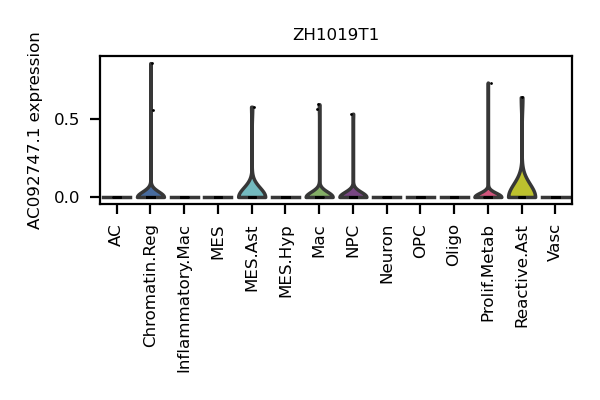 ZH1019T1
AC092747.1 expression
0.5
0.0
AC
Chromatin.Reg
Inflammatory.Mac
MES
MES.Ast
MES.Hyp
Mac
NPC
Neuron
OPC
Oligo
Prolif.Metab
Reactive.Ast
Vasc